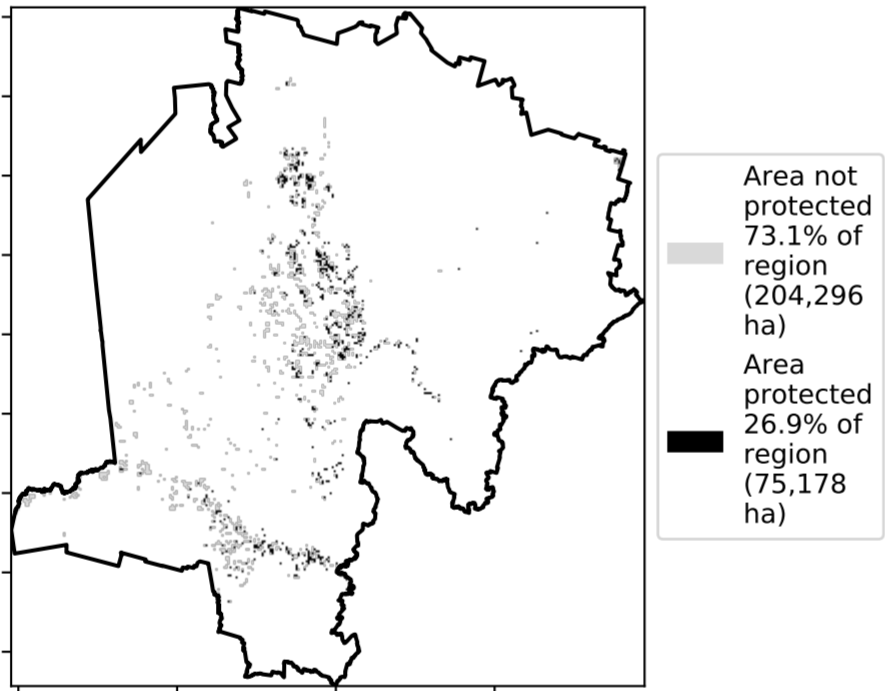 Area not
protected
73.1% of
region
(204,296
ha)
Area
protected
26.9% of
region
(75,178
ha)